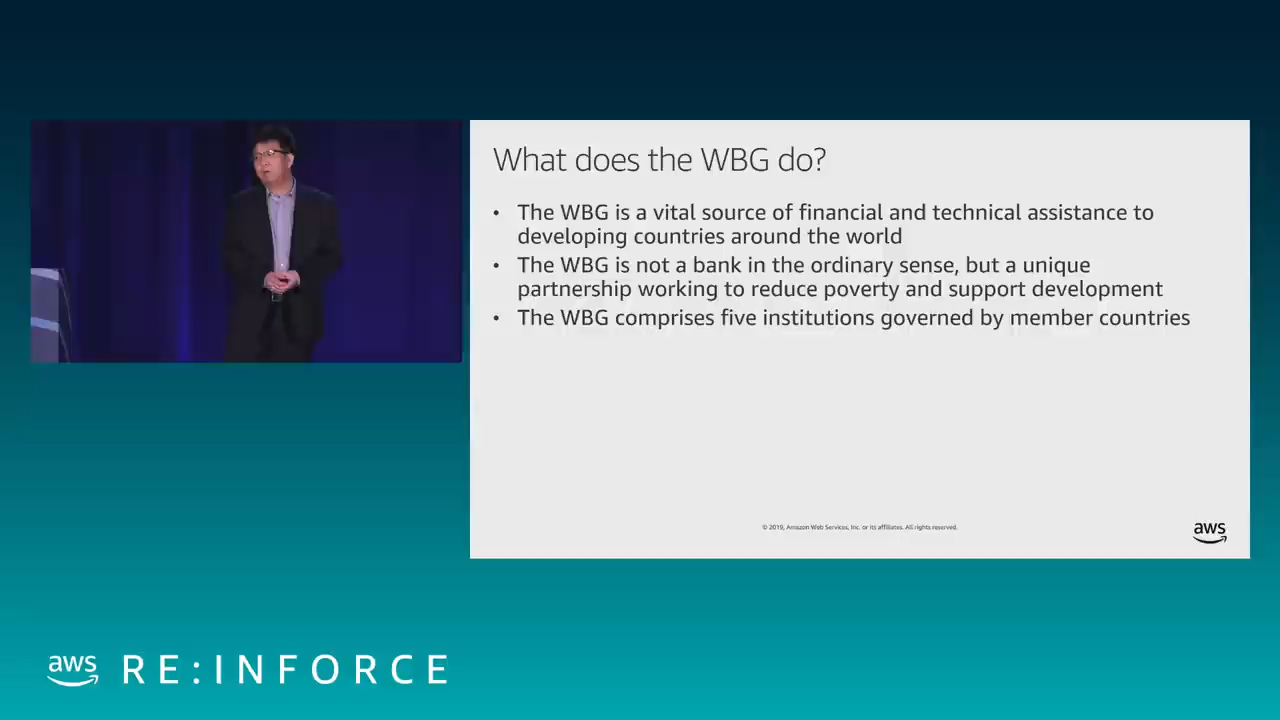 What does the WBG do?
• The WBG is a vital source of financial and technical assistance to
developing countries around the world
• The WBG is not a bank in the ordinary sense, but a unique
partnership working to reduce poverty and support development
• The WBG comprises five institutions governed by member countries
© 2019, Amazon Web Services, Inc. or its affiliates. All rights reserved.
aws
aws RE:INFORCE